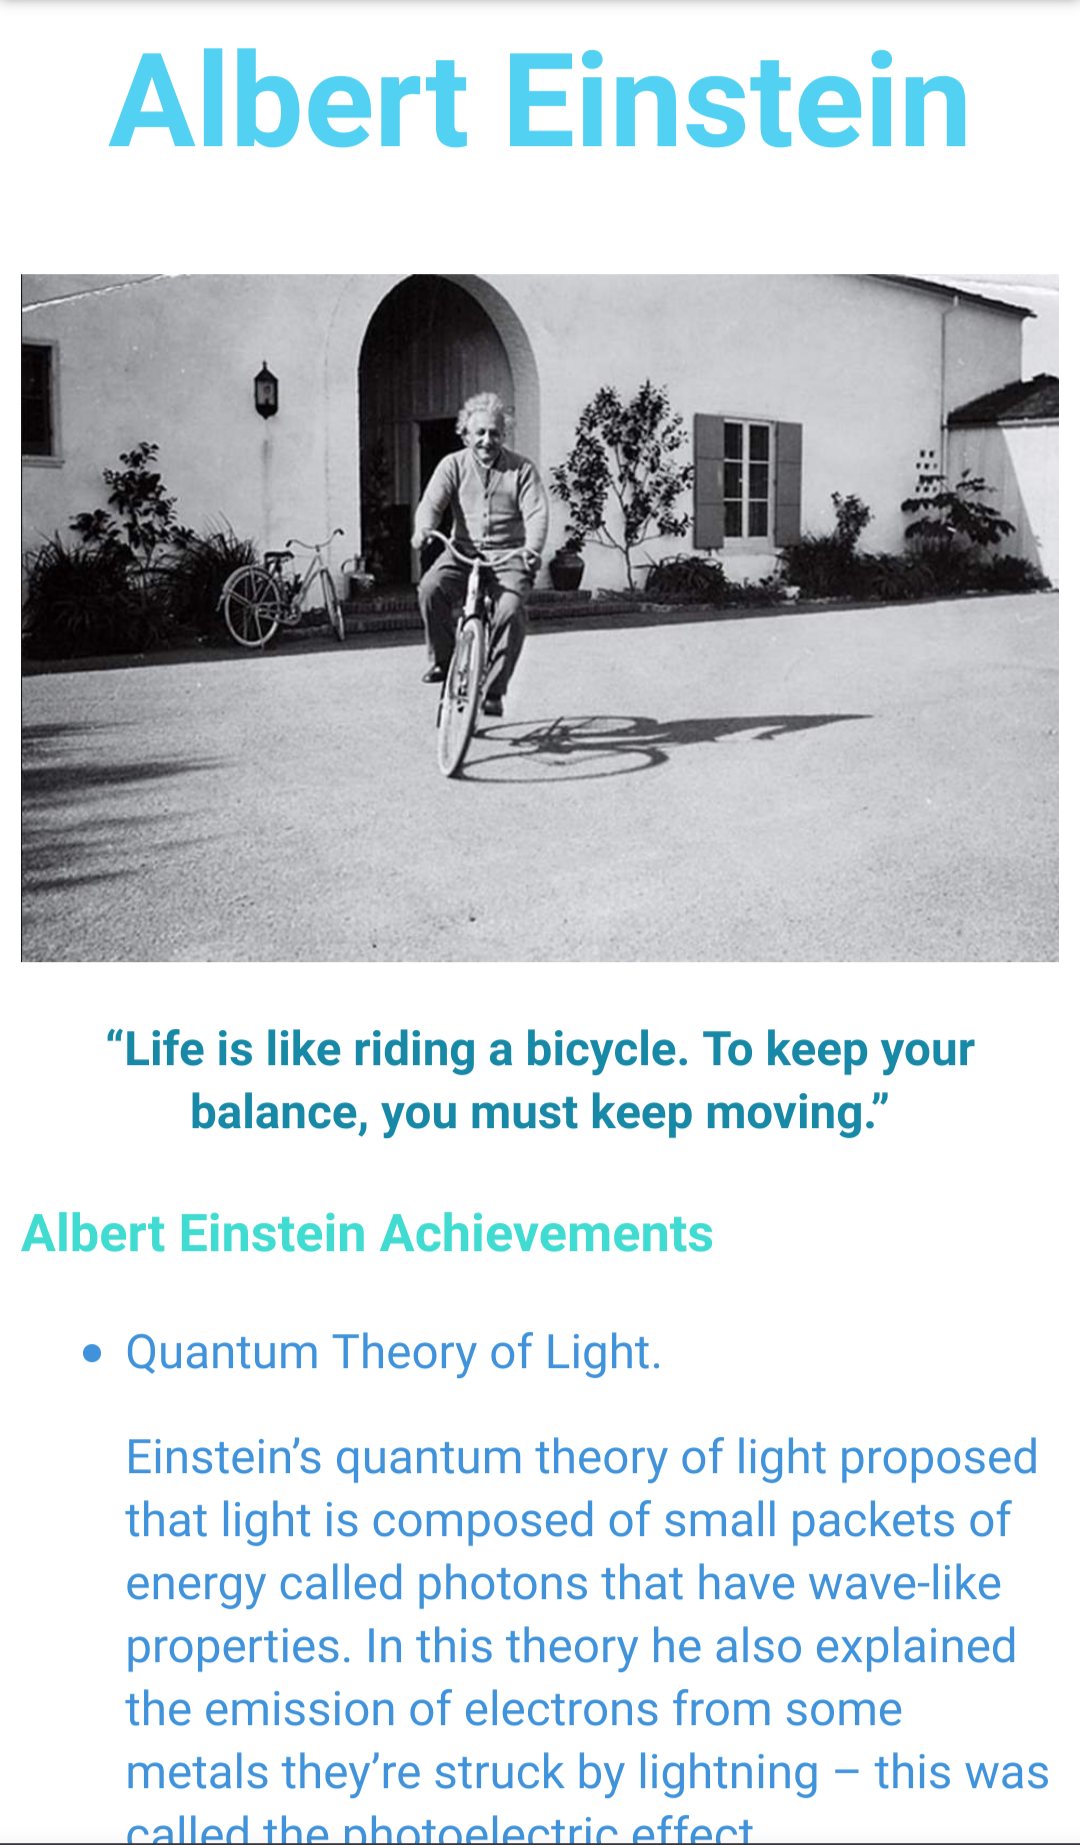 Albert Einstein
“Life is like riding a bicycle. To keep your
balance, you must keep moving.”
Albert Einstein Achievements
• Quantum Theory of Light.
Einstein’s quantum theory of light proposed
that light is composed of small packets of
energy called photons that have wave-like
properties. In this theory he also explained
the emission of electrons from some
metals they’re struck by lightning – this was
called the photoelectric effect